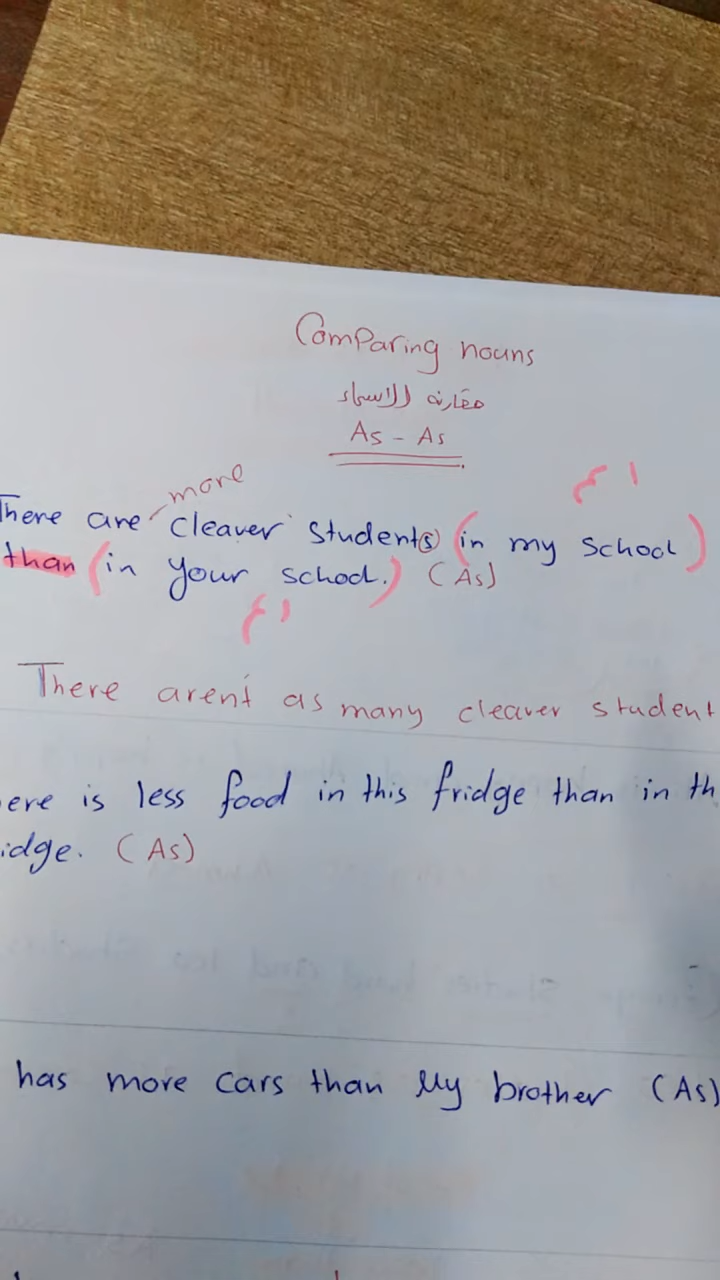 Comparing nouns
مقارنة الاسماء
As - As
more
There are cleaver students in my school
than (in your school.) (As)
There aren't as many cleaver student
ere is less food in this fridge than in th
idge. (As)
has more cars than My brother (As)